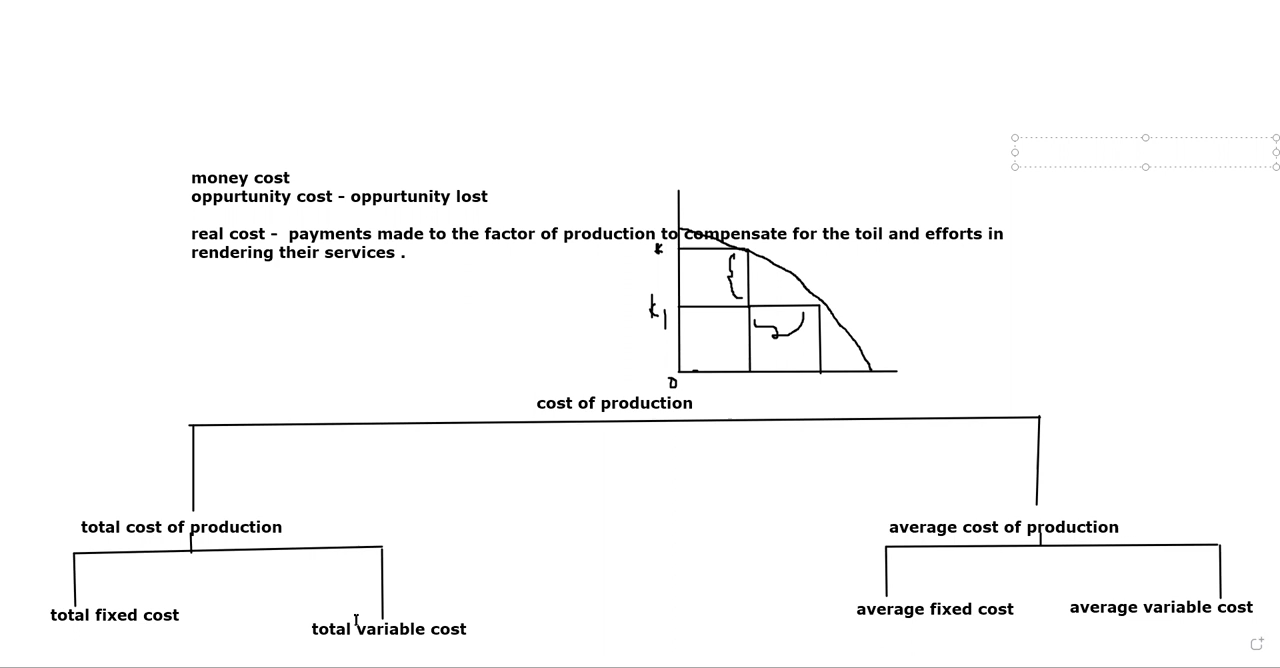 money cost
oppurtunity cost - oppurtunity lost
real cost - payments made to the factor of production to compensate for the toil and efforts in
rendering their services .
k
k1
0
cost of production
total cost of production
average cost of production
total fixed cost
total variable cost
average fixed cost
average variable cost